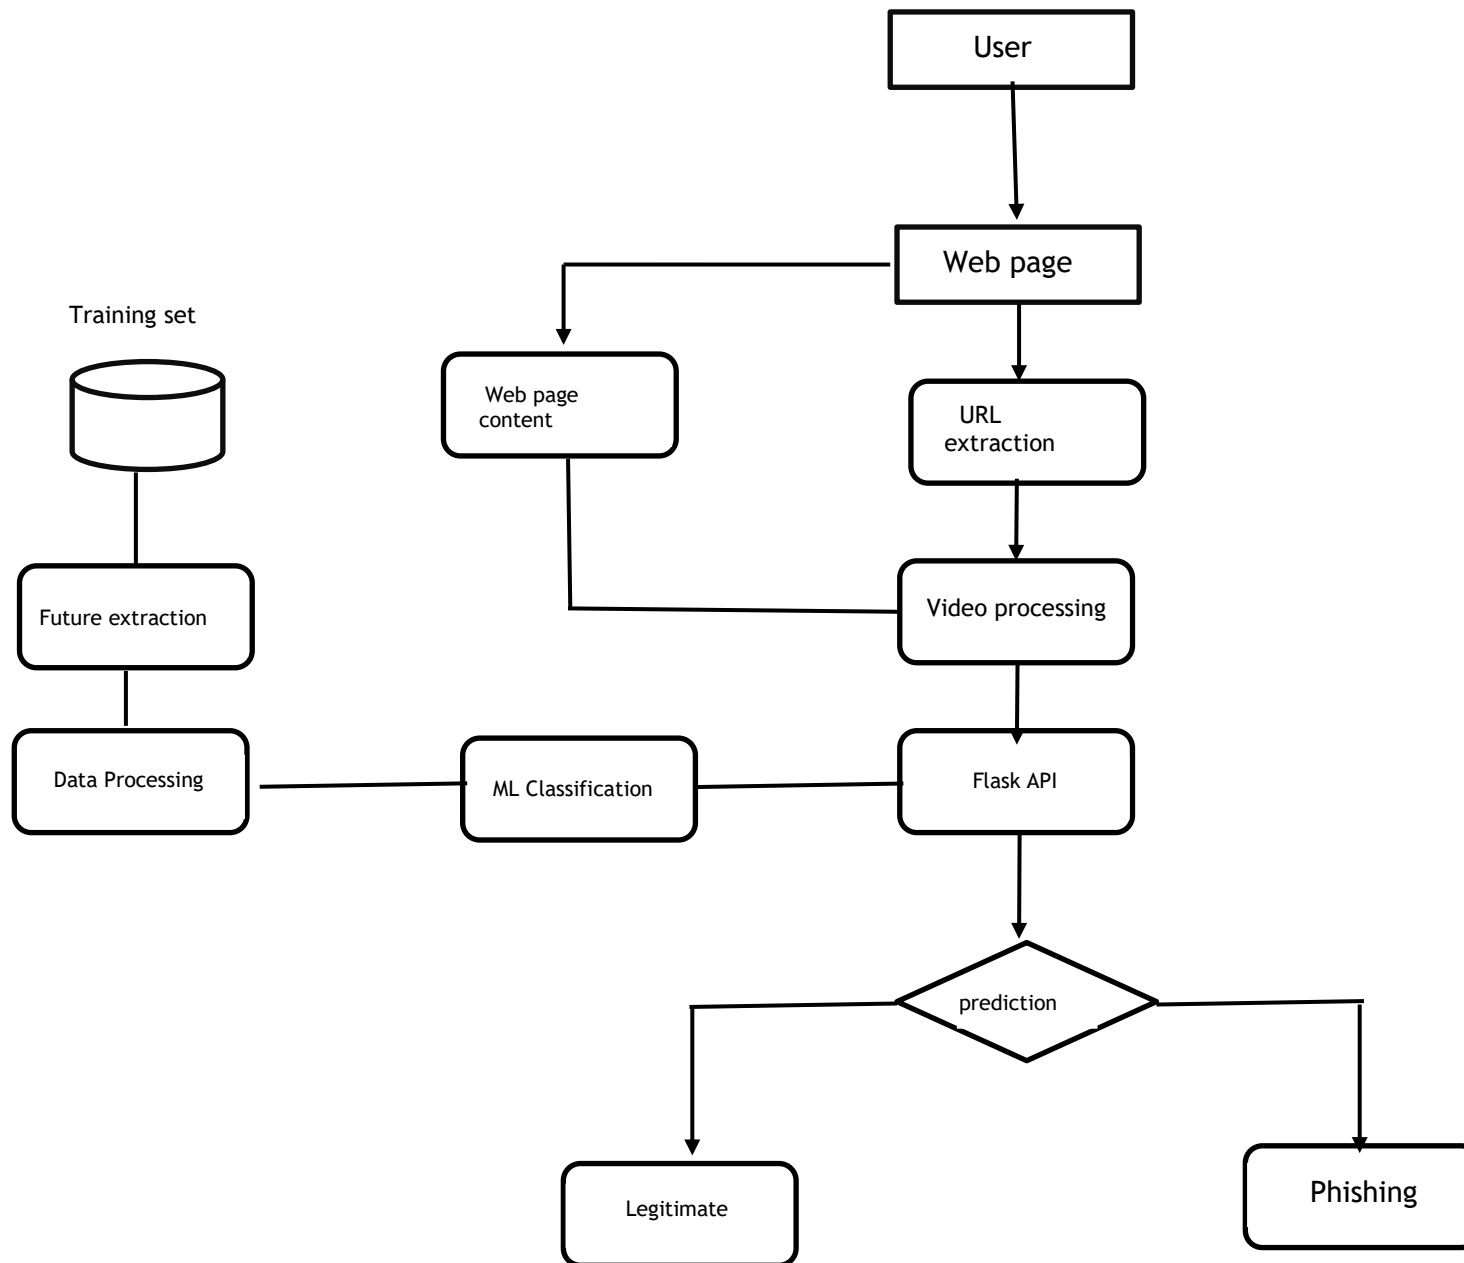 User
Web page
Training set
Web page
content
URL
extraction
Future extraction
Video processing
Data Processing
ML Classification
Flask API
prediction
Legitimate
Phishing